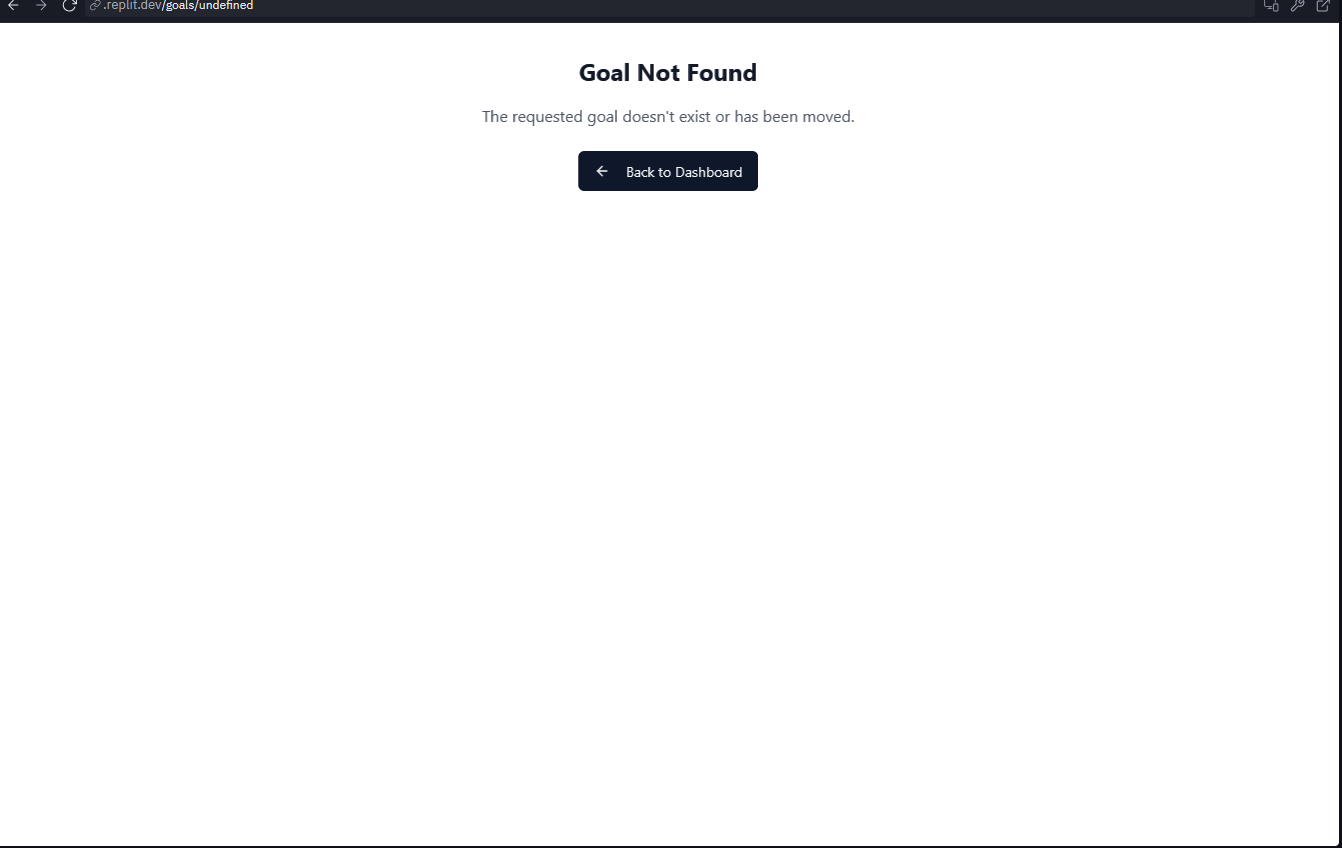 .replit.dev/goals/undefined
Goal Not Found
The requested goal doesn't exist or has been moved.
Back to Dashboard